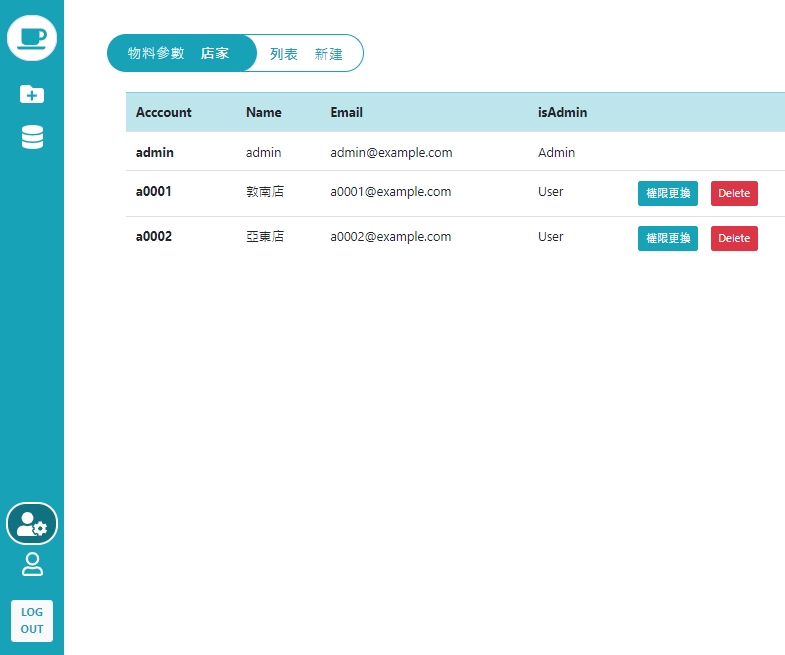 物料參數 店家 列表 新建
Acccount Name Email isAdmin
admin admin admin@example.com Admin
a0001 敦南店 a0001@example.com User 權限更換 Delete
a0002 亞東店 a0002@example.com User 權限更換 Delete
LOG
OUT